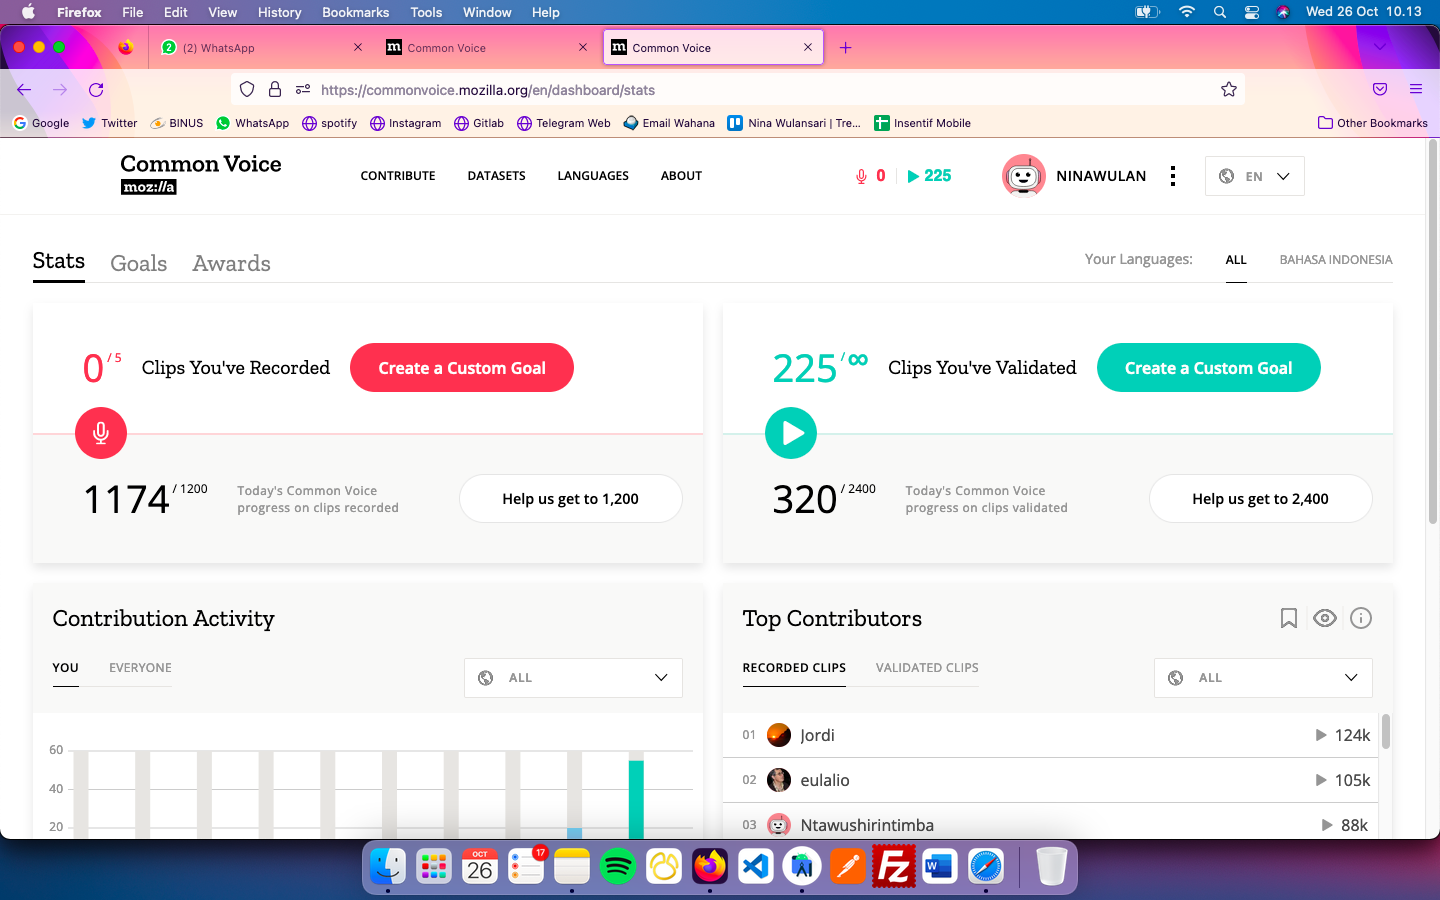 Firefox File Edit View History Bookmarks Tools Window Help Wed 26 Oct 10.13
2 (2) WhatsApp
m Common Voice
m Common Voice
https://commonvoice.mozilla.org/en/dashboard/stats
Google Twitter BINUS WhatsApp spotify Instagram Gitlab Telegram Web Email Wahana Nina Wulansari | Tre... Insentif Mobile Other Bookmarks
Common Voice
moz://a
CONTRIBUTE DATASETS LANGUAGES ABOUT 0 225 NINAWULAN EN
Stats Goals Awards Your Languages: ALL BAHASA INDONESIA
0 / 5 Clips You've Recorded Create a Custom Goal
225 / ∞ Clips You've Validated Create a Custom Goal
1174 / 1200 Today's Common Voice
progress on clips recorded
Help us get to 1,200
320 / 2400 Today's Common Voice
progress on clips validated
Help us get to 2,400
Contribution Activity
YOU EVERYONE ALL
60
40
20
Top Contributors
RECORDED CLIPS VALIDATED CLIPS ALL
01 Jordi 124k
02 eulalio 105k
03 Ntawushirintimba 88k
OCT
26
17
A
Fz
W